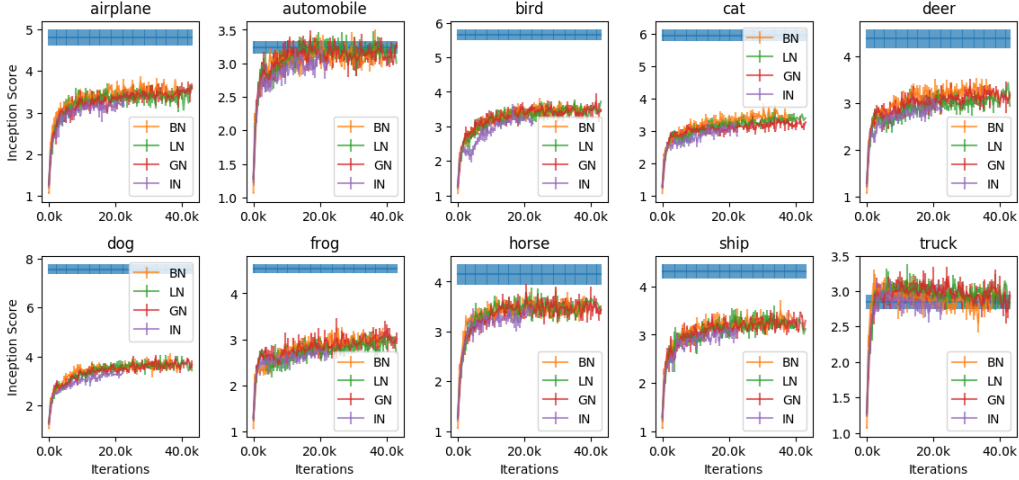 airplane
automobile
bird
cat
deer
Inception Score
5
4
3
2
1
0.0k 20.0k 40.0k
BN
LN
GN
IN
3.5
3.0
2.5
2.0
1.5
1.0
0.0k 20.0k 40.0k
BN
LN
GN
IN
6
5
4
3
2
1
0.0k 20.0k 40.0k
BN
LN
GN
IN
6
5
4
3
2
1
0.0k 20.0k 40.0k
BN
LN
GN
IN
4
3
2
1
0.0k 20.0k 40.0k
BN
LN
GN
IN
dog
frog
horse
ship
truck
Inception Score
8
6
4
2
0.0k 20.0k 40.0k
Iterations
BN
LN
GN
IN
4
3
2
1
0.0k 20.0k 40.0k
Iterations
BN
LN
GN
IN
4
3
2
1
0.0k 20.0k 40.0k
Iterations
BN
LN
GN
IN
4
3
2
1
0.0k 20.0k 40.0k
Iterations
BN
LN
GN
IN
3.5
3.0
2.5
2.0
1.5
1.0
0.0k 20.0k 40.0k
Iterations
BN
LN
GN
IN